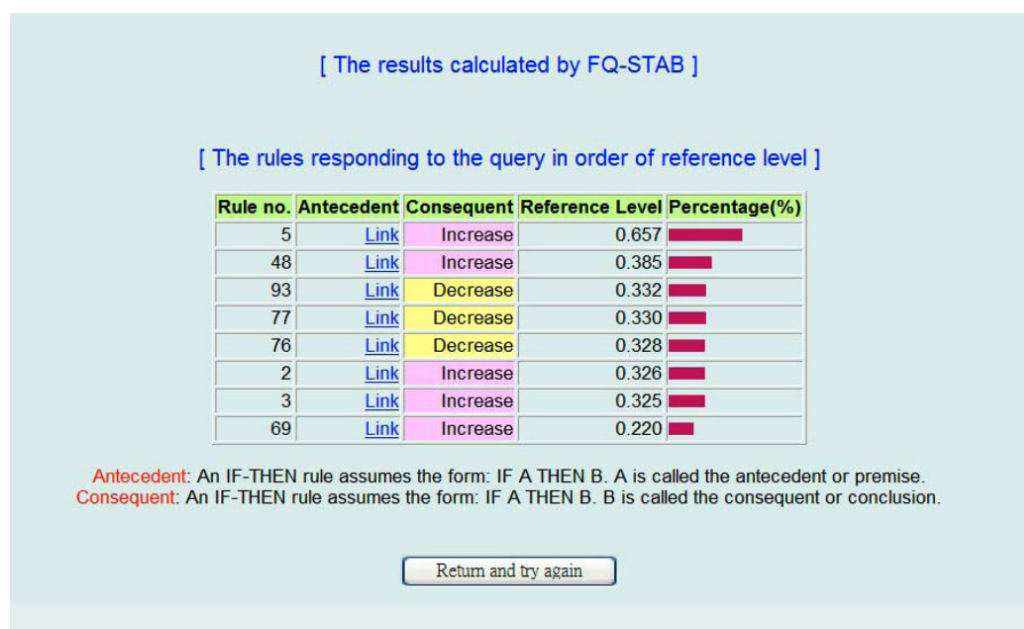 [ The results calculated by FQ-STAB ]
[ The rules responding to the query in order of reference level ]
Rule no. Antecedent Consequent Reference Level Percentage(%)
5 Link Increase 0.657
48 Link Increase 0.385
93 Link Decrease 0.332
77 Link Decrease 0.330
76 Link Decrease 0.328
2 Link Increase 0.326
3 Link Increase 0.325
69 Link Increase 0.220
Antecedent: An IF-THEN rule assumes the form: IF A THEN B. A is called the antecedent or premise.
Consequent: An IF-THEN rule assumes the form: IF A THEN B. B is called the consequent or conclusion.
Return and try again